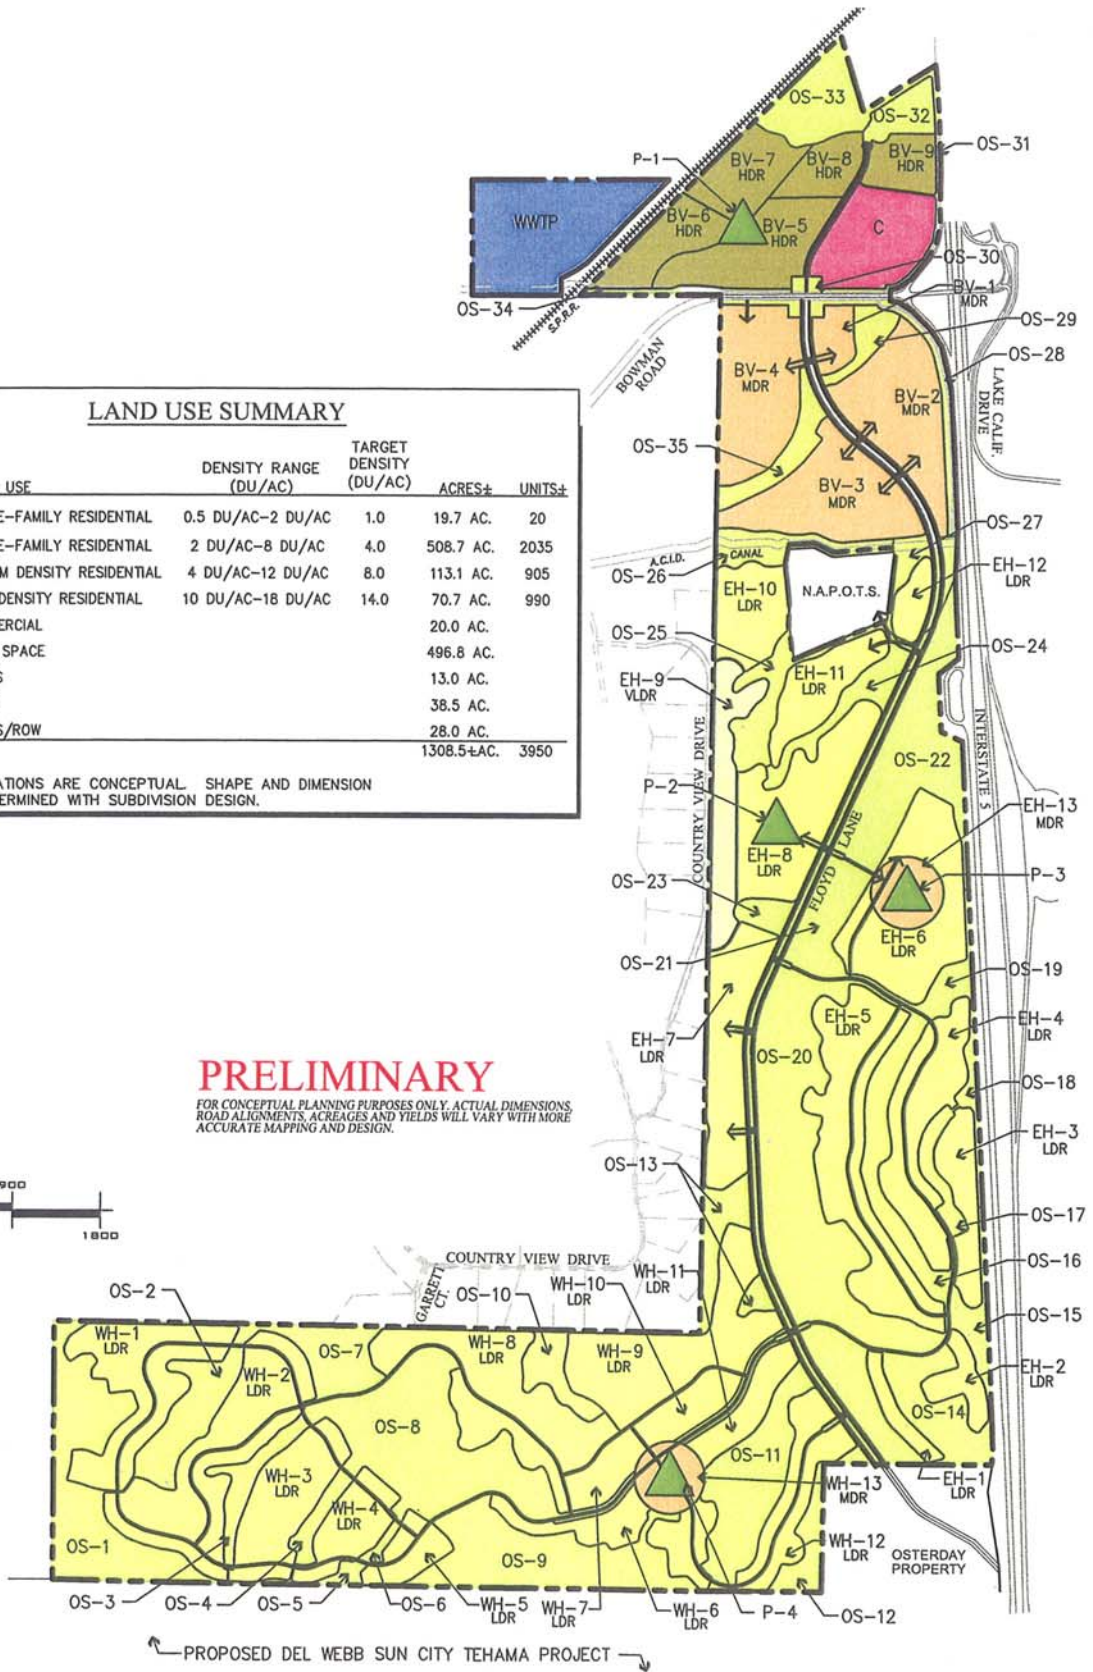 OS-33
OS-32
OS-31
P-1
BV-7
HDR
BV-8
HDR
BV-9
HDR
WWTP
BV-6
HDR
BV-5
HDR
C
OS-30
BV-1
MDR
OS-34
S.P.R.R.
OS-29
OS-28
BOWMAN
ROAD
BV-4
MDR
BV-2
MDR
LAKE CALIF.
DRIVE
OS-35
BV-3
MDR
LAND USE SUMMARY
USE
DENSITY RANGE
(DU/AC)
TARGET
DENSITY
(DU/AC)
ACRES±
UNITS±
E-FAMILY RESIDENTIAL 0.5 DU/AC-2 DU/AC 1.0 19.7 AC. 20
E-FAMILY RESIDENTIAL 2 DU/AC-8 DU/AC 4.0 508.7 AC. 2035
M DENSITY RESIDENTIAL 4 DU/AC-12 DU/AC 8.0 113.1 AC. 905
DENSITY RESIDENTIAL 10 DU/AC-18 DU/AC 14.0 70.7 AC. 990
ERCIAL 20.0 AC.
SPACE 496.8 AC.
S 13.0 AC.
38.5 AC.
S/ROW 28.0 AC.
1308.5±AC. 3950
ATIONS ARE CONCEPTUAL. SHAPE AND DIMENSION
ERMINED WITH SUBDIVISION DESIGN.
OS-27
A.C.I.D.
CANAL
OS-26
EH-10
LDR
N.A.P.O.T.S.
EH-12
LDR
OS-25
OS-24
EH-9
VLDR
EH-11
LDR
COUNTRY VIEW DRIVE
INTERSTATE 5
OS-22
P-2
EH-13
MDR
EH-8
LDR
FLOYD LANE
OS-23
P-3
EH-6
LDR
OS-21
OS-19
EH-7
LDR
EH-5
LDR
EH-4
LDR
OS-20
OS-18
PRELIMINARY
FOR CONCEPTUAL PLANNING PURPOSES ONLY. ACTUAL DIMENSIONS,
ROAD ALIGNMENTS, ACREAGES AND YIELDS WILL VARY WITH MORE
ACCURATE MAPPING AND DESIGN.
EH-3
LDR
OS-13
900
1800
OS-17
COUNTRY VIEW DRIVE
GARRETT
CT.
OS-16
OS-2
OS-10
WH-10
LDR
WH-11
LDR
OS-15
WH-1
LDR
OS-7
WH-8
LDR
WH-9
LDR
WH-2
LDR
EH-2
LDR
OS-8
OS-14
OS-11
WH-3
LDR
WH-13
MDR
EH-1
LDR
WH-4
LDR
OS-1
OS-9
WH-12
LDR
OSTERDAY
PROPERTY
OS-3
OS-4
OS-5
OS-6
WH-5
LDR
WH-7
LDR
WH-6
LDR
P-4
OS-12
PROPOSED DEL WEBB SUN CITY TEHAMA PROJECT